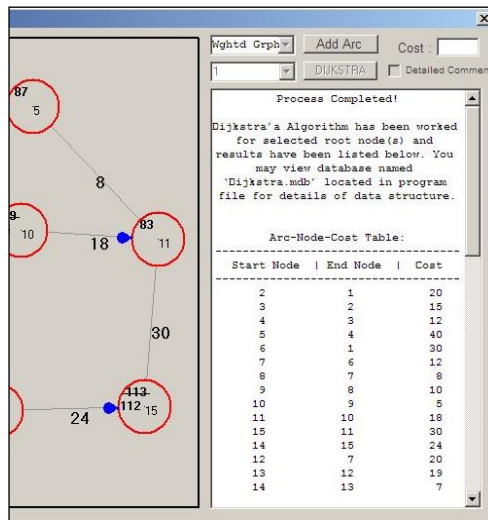 Wghtd Grph
Add Arc
Cost :
1
DIJKSTRA
Detailed Commen
87
5
8
9
10
18
83
11
30
113
112
15
24
Process Completed!
Dijkstra'a Algorithm has been worked
for selected root node(s) and
results have been listed below. You
may view database named
'Dijkstra.mdb' located in program
file for details of data structure.
Arc-Node-Cost Table:
Start Node | End Node | Cost
2 1 20
3 2 15
4 3 12
5 4 40
6 1 30
7 6 12
8 7 8
9 8 10
10 9 5
11 10 18
15 11 30
14 15 24
12 7 20
13 12 19
14 13 7